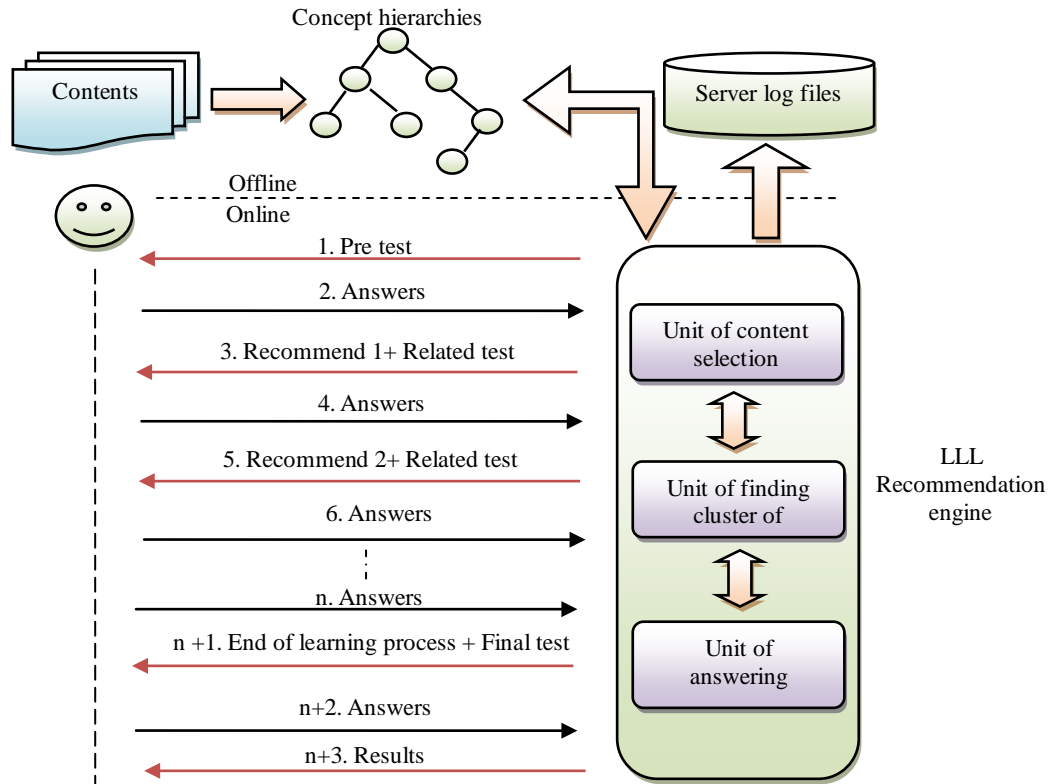 Concept hierarchies
Contents
Server log files
Offline
Online
1. Pre test
2. Answers
3. Recommend 1+ Related test
4. Answers
5. Recommend 2+ Related test
6. Answers
n. Answers
n +1. End of learning process + Final test
n+2. Answers
n+3. Results
Unit of content
selection
Unit of finding
cluster of
Unit of
answering
LLL
Recommendation
engine